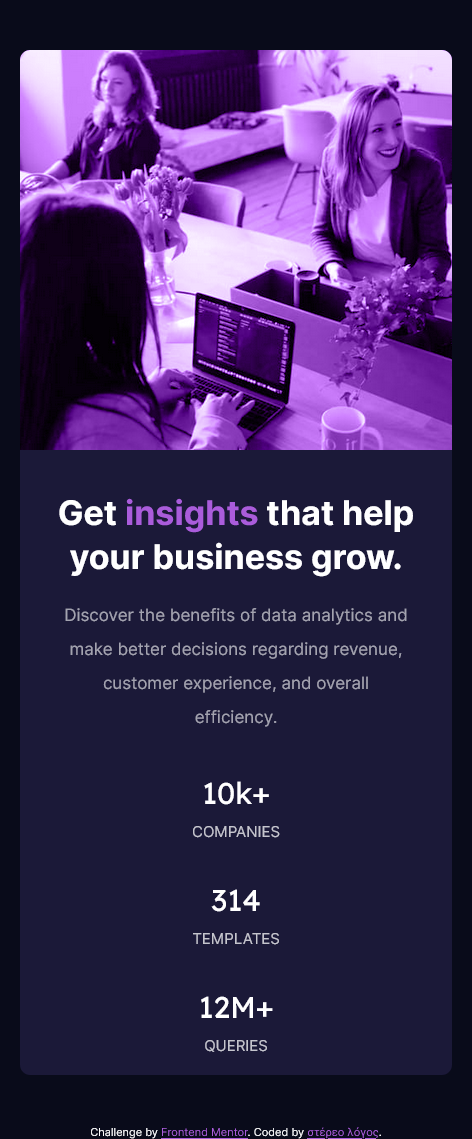 Get insights that help
your business grow.
Discover the benefits of data analytics and
make better decisions regarding revenue,
customer experience, and overall
efficiency.
10k+
COMPANIES
314
TEMPLATES
12M+
QUERIES
Challenge by Frontend Mentor. Coded by στέρεο λόγος.